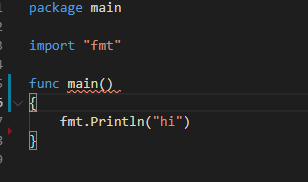 package main
import "fmt"
func main()
{
    fmt.Println("hi")
}